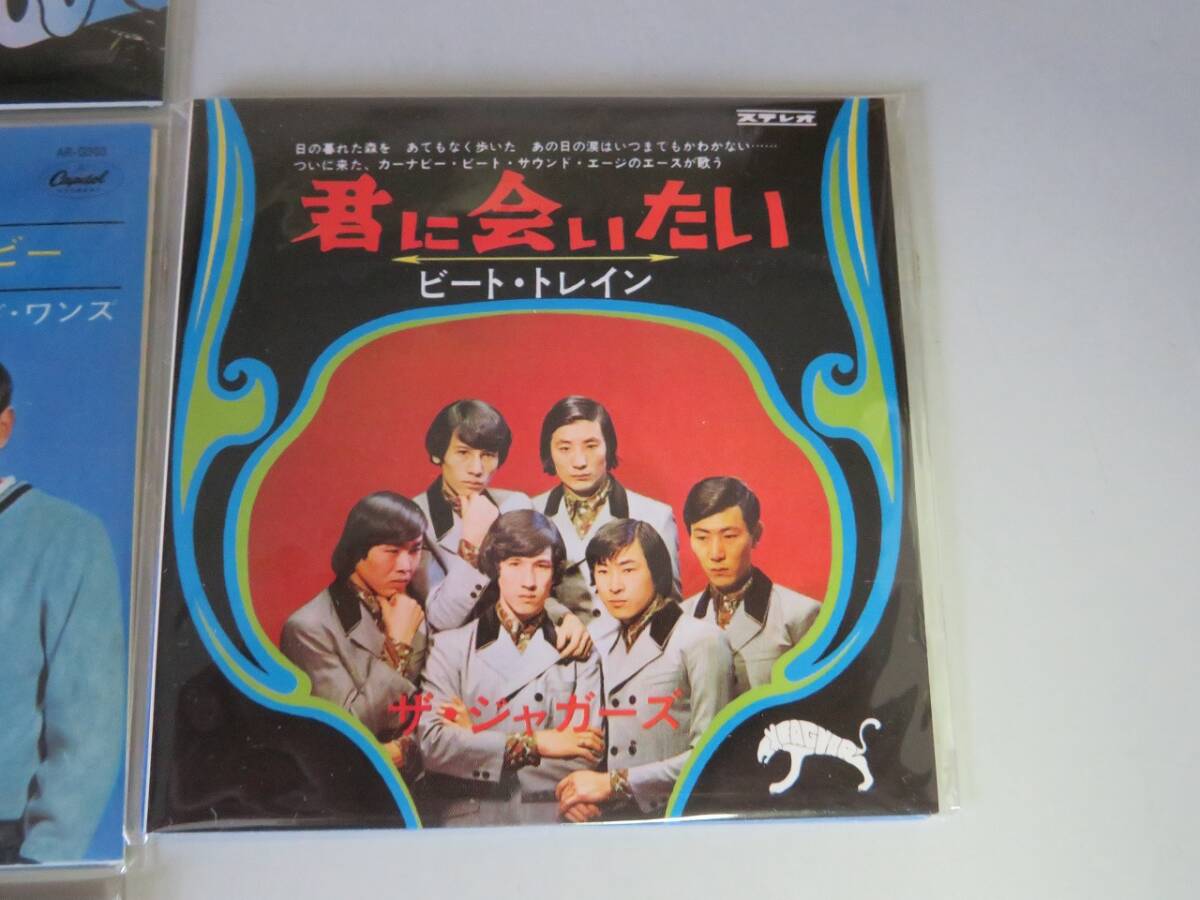 AR-G303
Capitol
ビー
ド・ワンズ
ステレオ
日の暮れた森を　あてもなく歩いた　あの日の涙はいつまでもかわかない……
ついに来た、カーナビー・ビート・サウンド・エージのエースが歌う
君に会いたい
ビート・トレイン
ザ・ジャガーズ